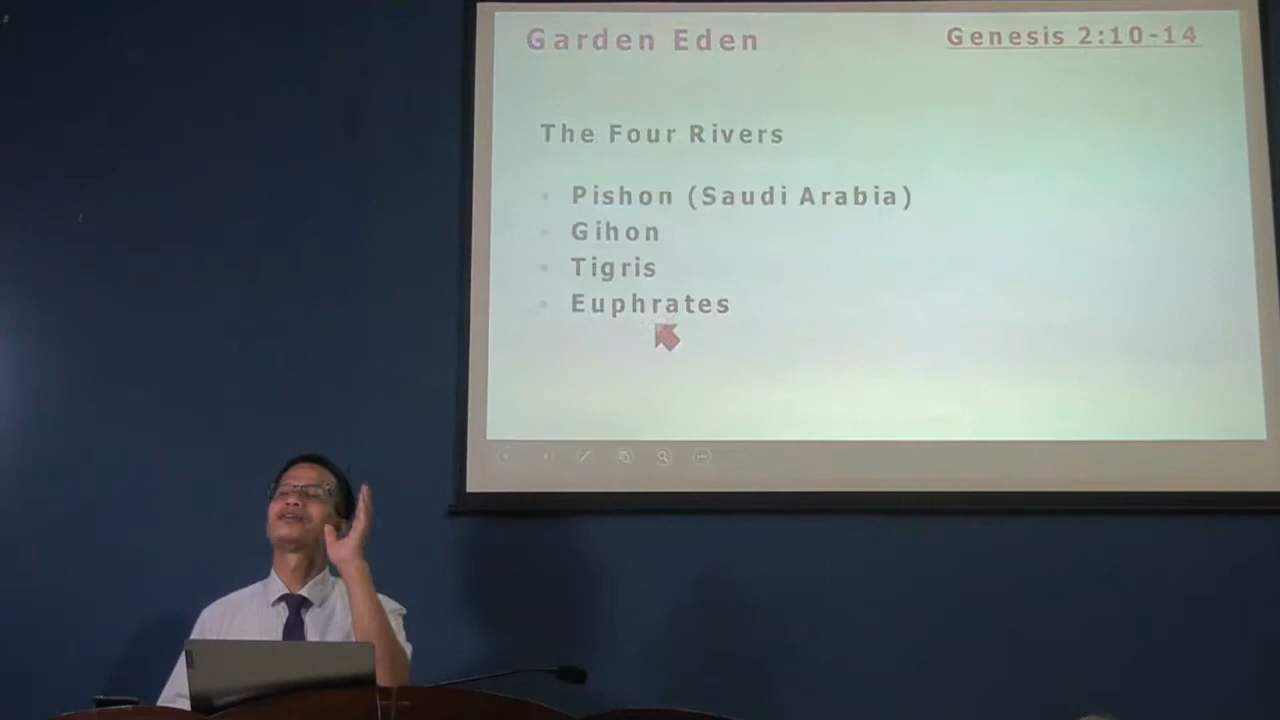 Garden Eden
Genesis 2:10-14
The Four Rivers
Pishon (Saudi Arabia)
Gihon
Tigris
Euphrates